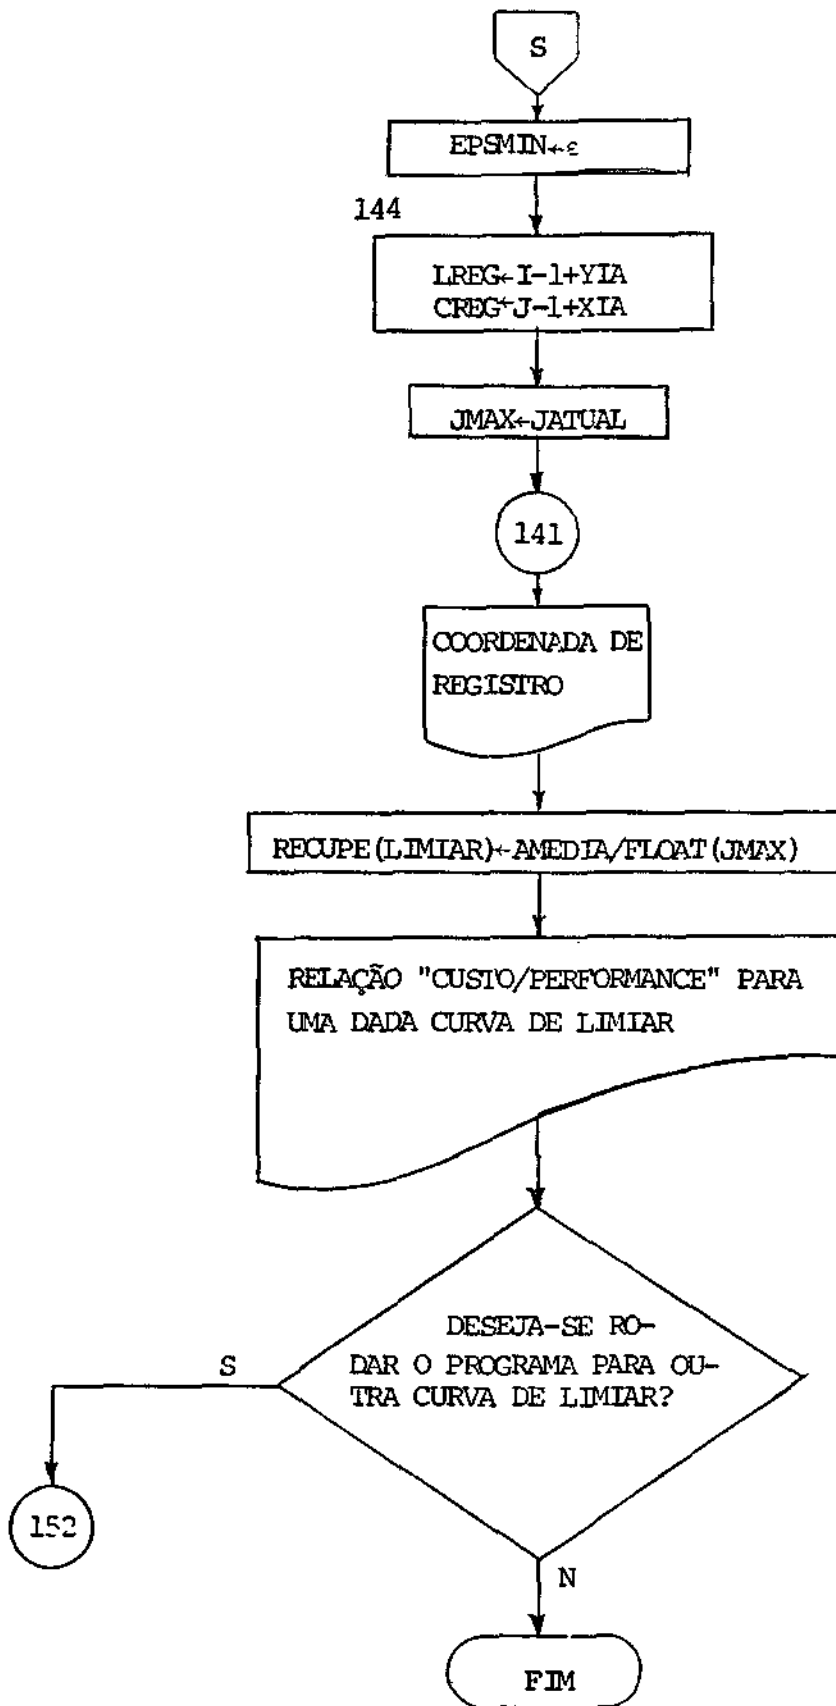 S
EPSMIN←ε
144
LREG←I-1+YIA
CREG←J-1+XIA
JMAX←JATUAL
141
COORDENADA DE
REGISTRO
RECUPE(LIMIAR)←AMEDIA/FLOAT(JMAX)
RELAÇÃO "CUSTO/PERFORMANCE" PARA
UMA DADA CURVA DE LIMIAR
DESEJA-SE RO-
DAR O PROGRAMA PARA OU-
TRA CURVA DE LIMIAR?
S
152
N
FIM